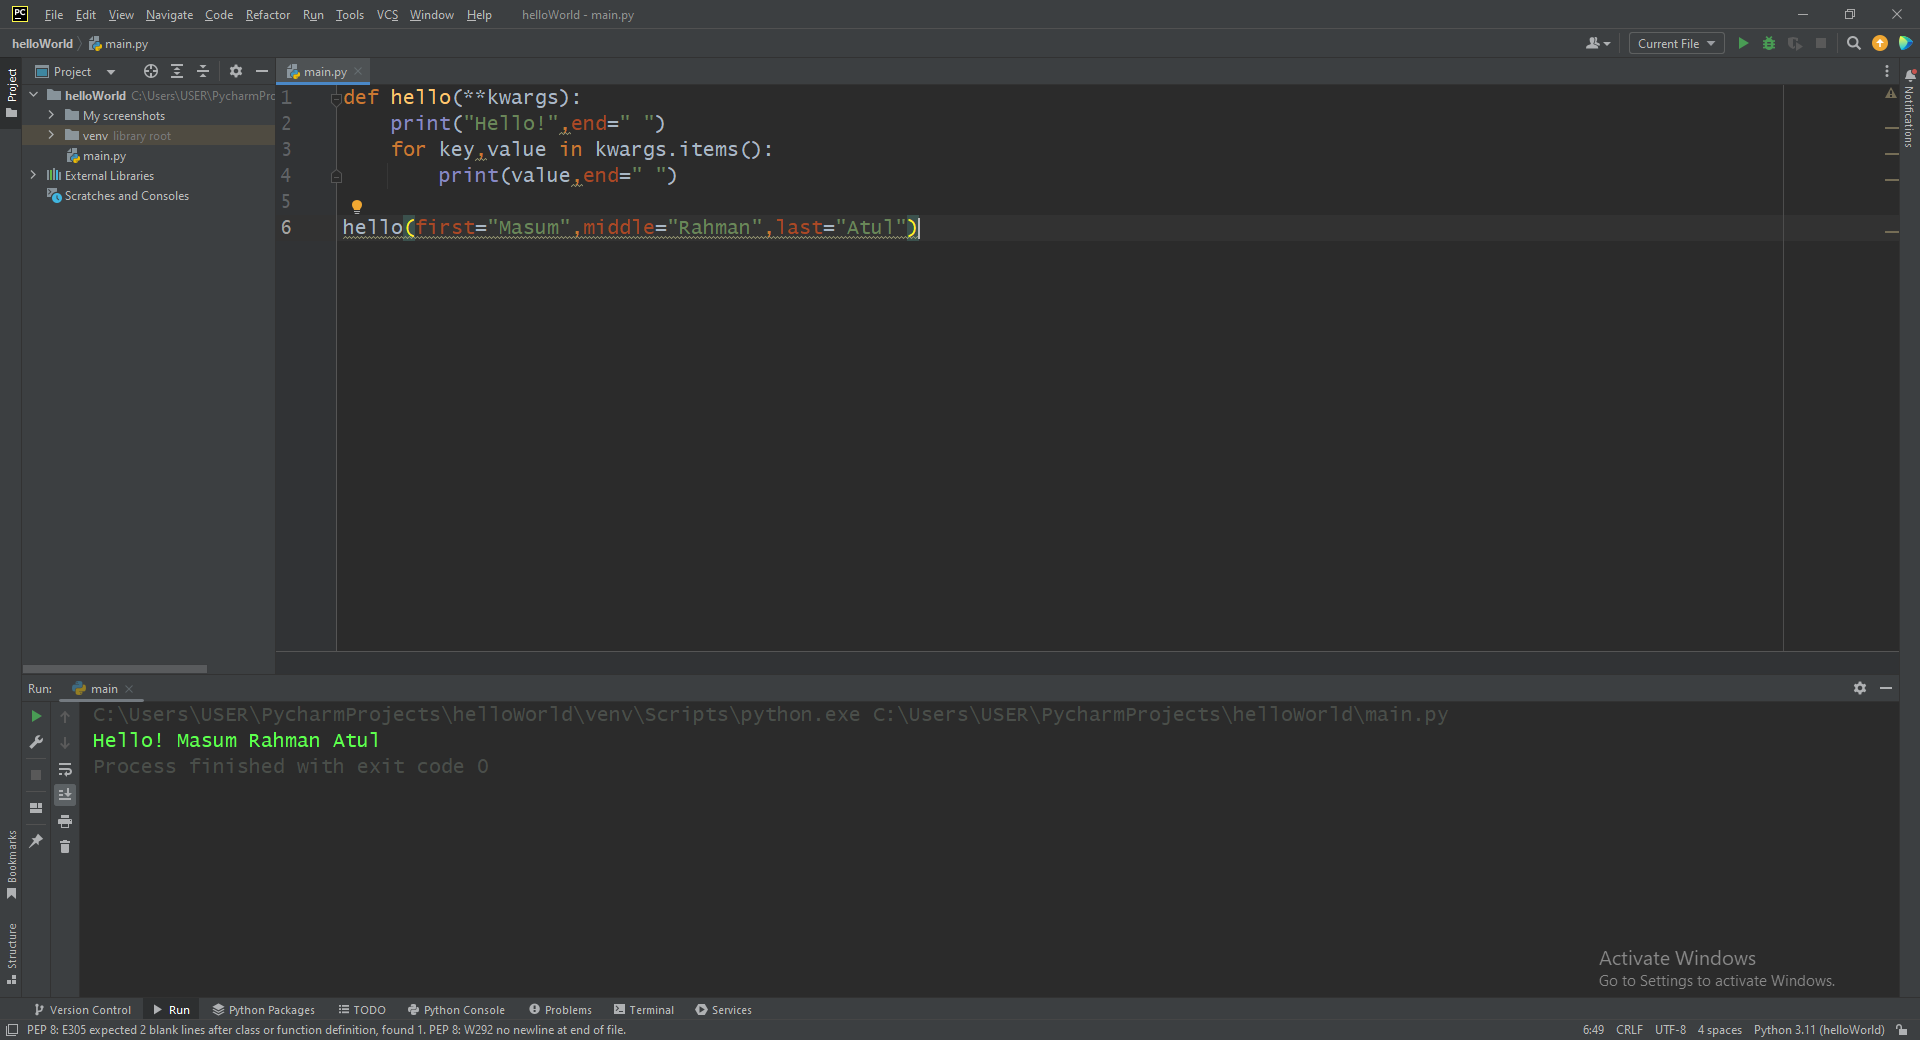 PC File Edit View Navigate Code Refactor Run Tools VCS Window Help helloWorld - main.py
helloWorld main.py Current File
Project main.py
Project
helloWorld C:\Users\USER\PycharmPro
My screenshots
venv library root
main.py
External Libraries
Scratches and Consoles
1 def hello(**kwargs):
2 print("Hello!",end=" ")
3 for key,value in kwargs.items():
4 print(value,end=" ")
5
6 hello(first="Masum",middle="Rahman",last="Atul")
Notifications
Run: main
C:\Users\USER\PycharmProjects\helloWorld\venv\Scripts\python.exe C:\Users\USER\PycharmProjects\helloWorld\main.py
Hello! Masum Rahman Atul
Process finished with exit code 0
Bookmarks
Structure
Activate Windows
Go to Settings to activate Windows.
Version Control Run Python Packages TODO Python Console Problems Terminal Services
PEP 8: E305 expected 2 blank lines after class or function definition, found 1. PEP 8: W292 no newline at end of file. 6:49 CRLF UTF-8 4 spaces Python 3.11 (helloWorld)